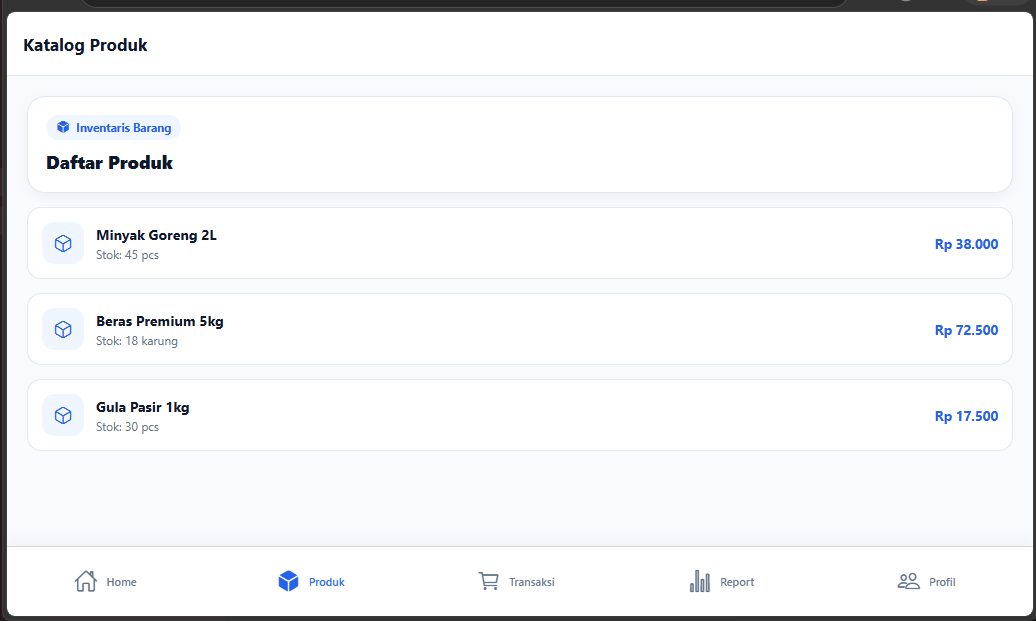 Katalog Produk
Inventaris Barang
Daftar Produk
Minyak Goreng 2L
Stok: 45 pcs
Rp 38.000
Beras Premium 5kg
Stok: 18 karung
Rp 72.500
Gula Pasir 1kg
Stok: 30 pcs
Rp 17.500
Home
Produk
Transaksi
Report
Profil